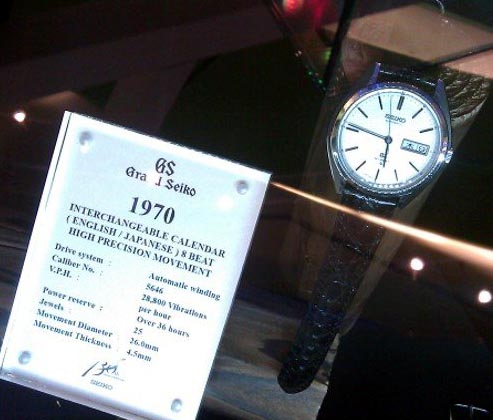 GS
Grand Seiko
1970
INTERCHANGEABLE CALENDAR
( ENGLISH / JAPANESE ) 8 BEAT
HIGH PRECISION MOVEMENT
Drive system : Automatic winding
Caliber No. : 5646
V.P.H. : 28,800 Vibrations
per hour
Power reserve : Over 36 hours
Jewels : 25
Movement Diameter : 26.0mm
Movement Thickness : 4.5mm
SEIKO
SEIKO
GS